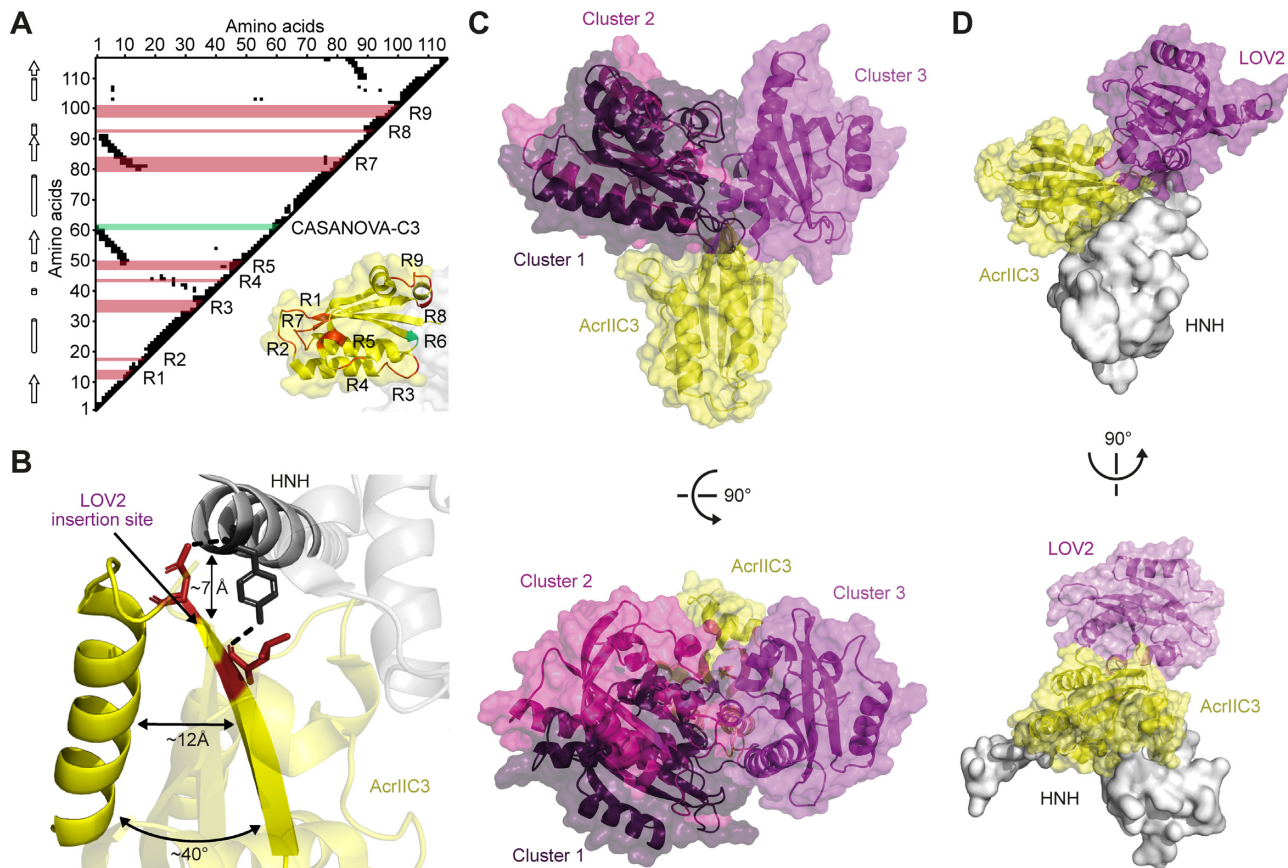 A
Amino acids
1 10 20 30 40 50 60 70 80 90 100 110
Amino acids
110
100
90
80
70
60
50
40
30
20
10
1
R9
R8
R7
CASANOVA-C3
R5
R4
R3
R2
R1
R9
R1
R8
R7
R5
R6
R2
R4
R3
B
HNH
LOV2
insertion site
~7 Å
~12Å
AcrIIC3
~40°
C
Cluster 2
Cluster 3
Cluster 1
AcrIIC3
90°
AcrIIC3
Cluster 2
Cluster 3
Cluster 1
D
LOV2
AcrIIC3
HNH
90°
LOV2
AcrIIC3
HNH